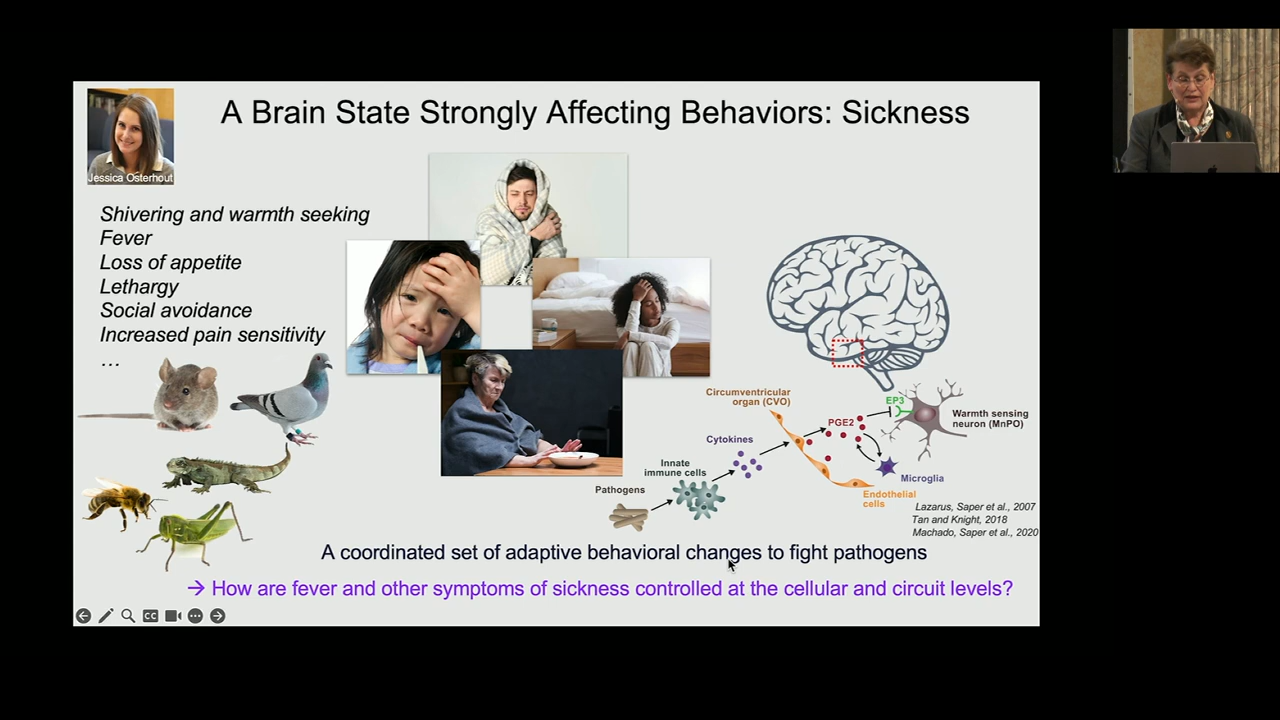 A Brain State Strongly Affecting Behaviors: Sickness
Jessica Osterhout
Shivering and warmth seeking
Fever
Loss of appetite
Lethargy
Social avoidance
Increased pain sensitivity
...
Circumventricular
organ (CVO)
EP3
PGE2
Warmth sensing
neuron (MnPO)
Cytokines
Innate
immune cells
Microglia
Pathogens
Endothelial
cells
Lazarus, Saper et al., 2007
Tan and Knight, 2018
Machado, Saper et al., 2020
A coordinated set of adaptive behavioral changes to fight pathogens
→ How are fever and other symptoms of sickness controlled at the cellular and circuit levels?
CC